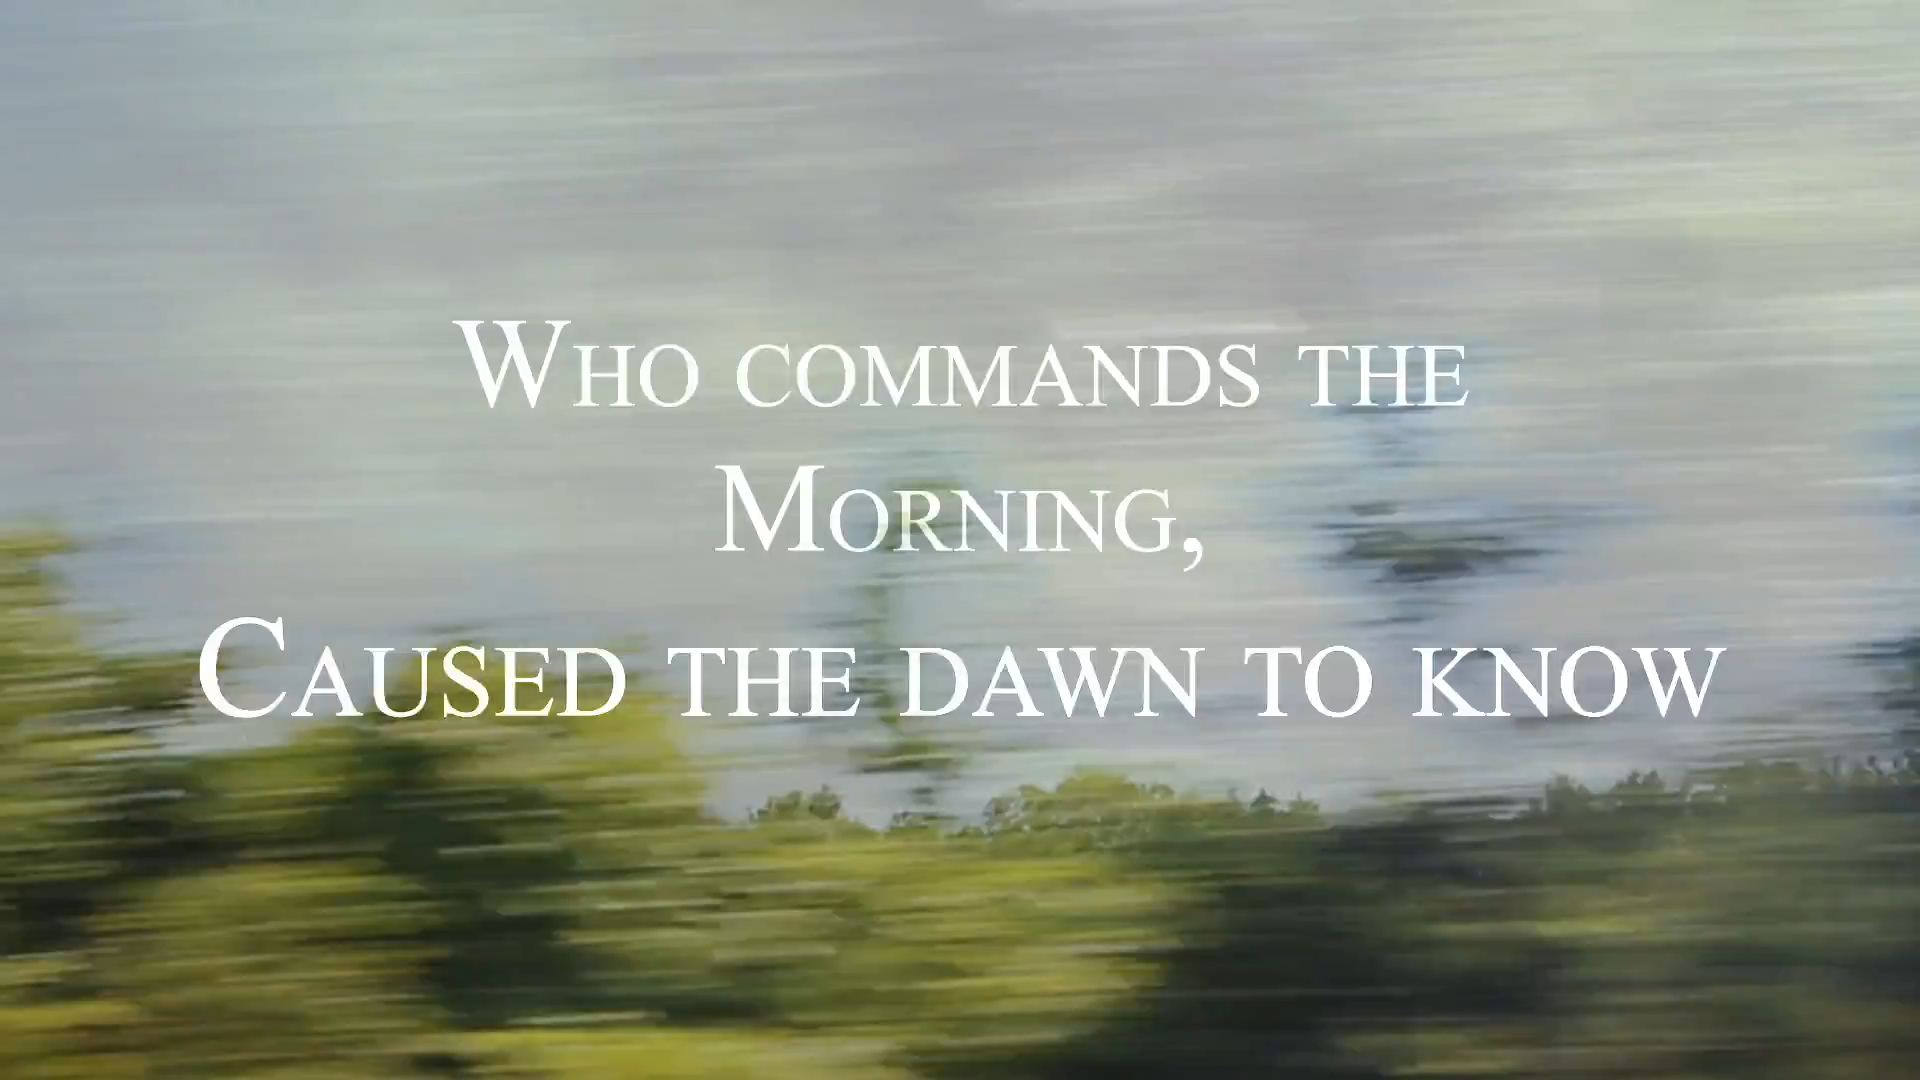 Who commands the
Morning,
Caused the dawn to know